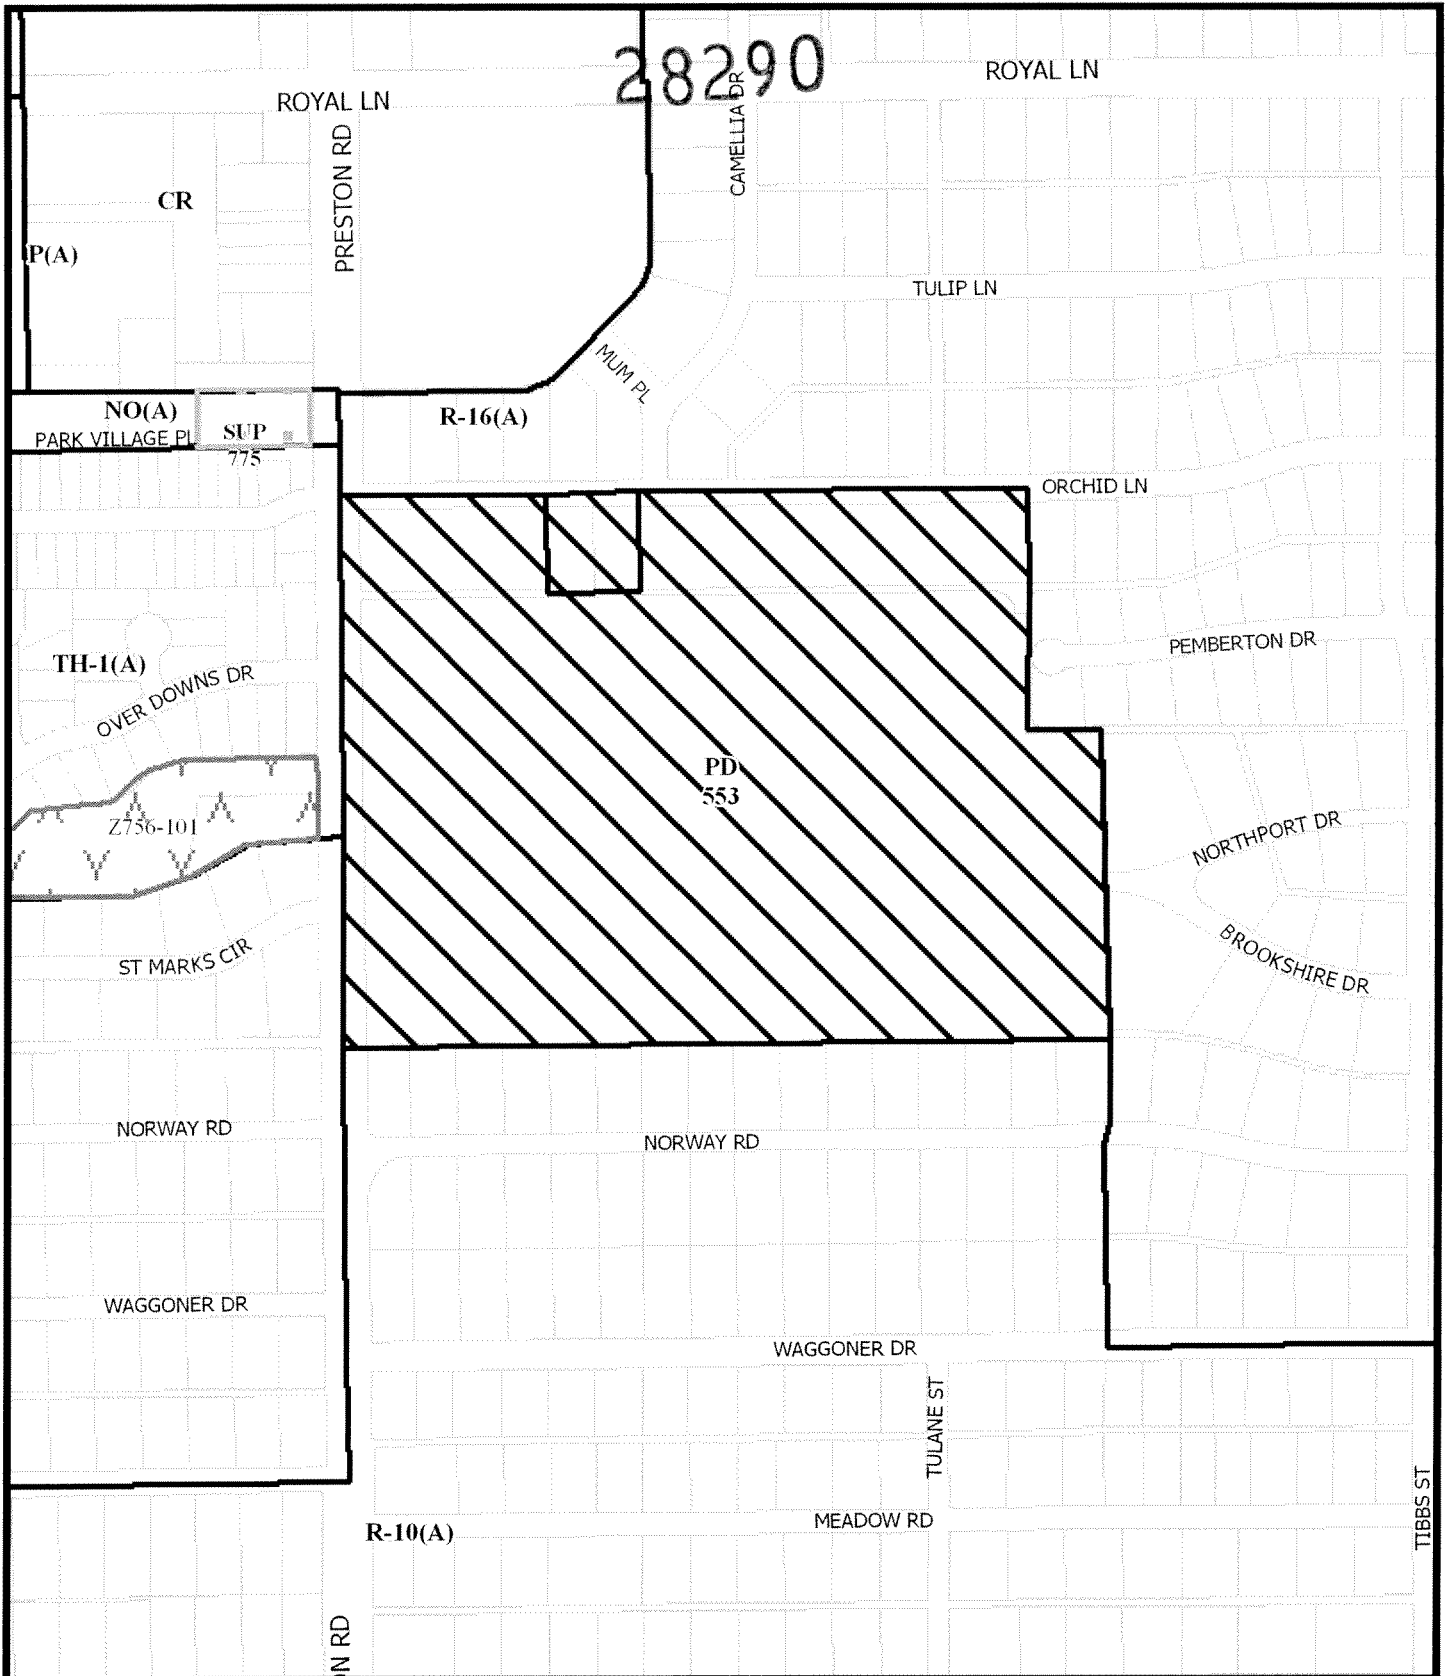 28290
ROYAL LN
ROYAL LN
CAMELLIA DR
PRESTON RD
CR
P(A)
TULIP LN
MUM PL
NO(A)
R-16(A)
PARK VILLAGE PL
SUP
775
ORCHID LN
PEMBERTON DR
TH-1(A)
OVER DOWNS DR
PD
553
Z756-101
NORTHPORT DR
BROOKSHIRE DR
ST MARKS CIR
NORWAY RD
NORWAY RD
WAGGONER DR
WAGGONER DR
TULANE ST
TIBBS ST
MEADOW RD
R-10(A)
ON RD